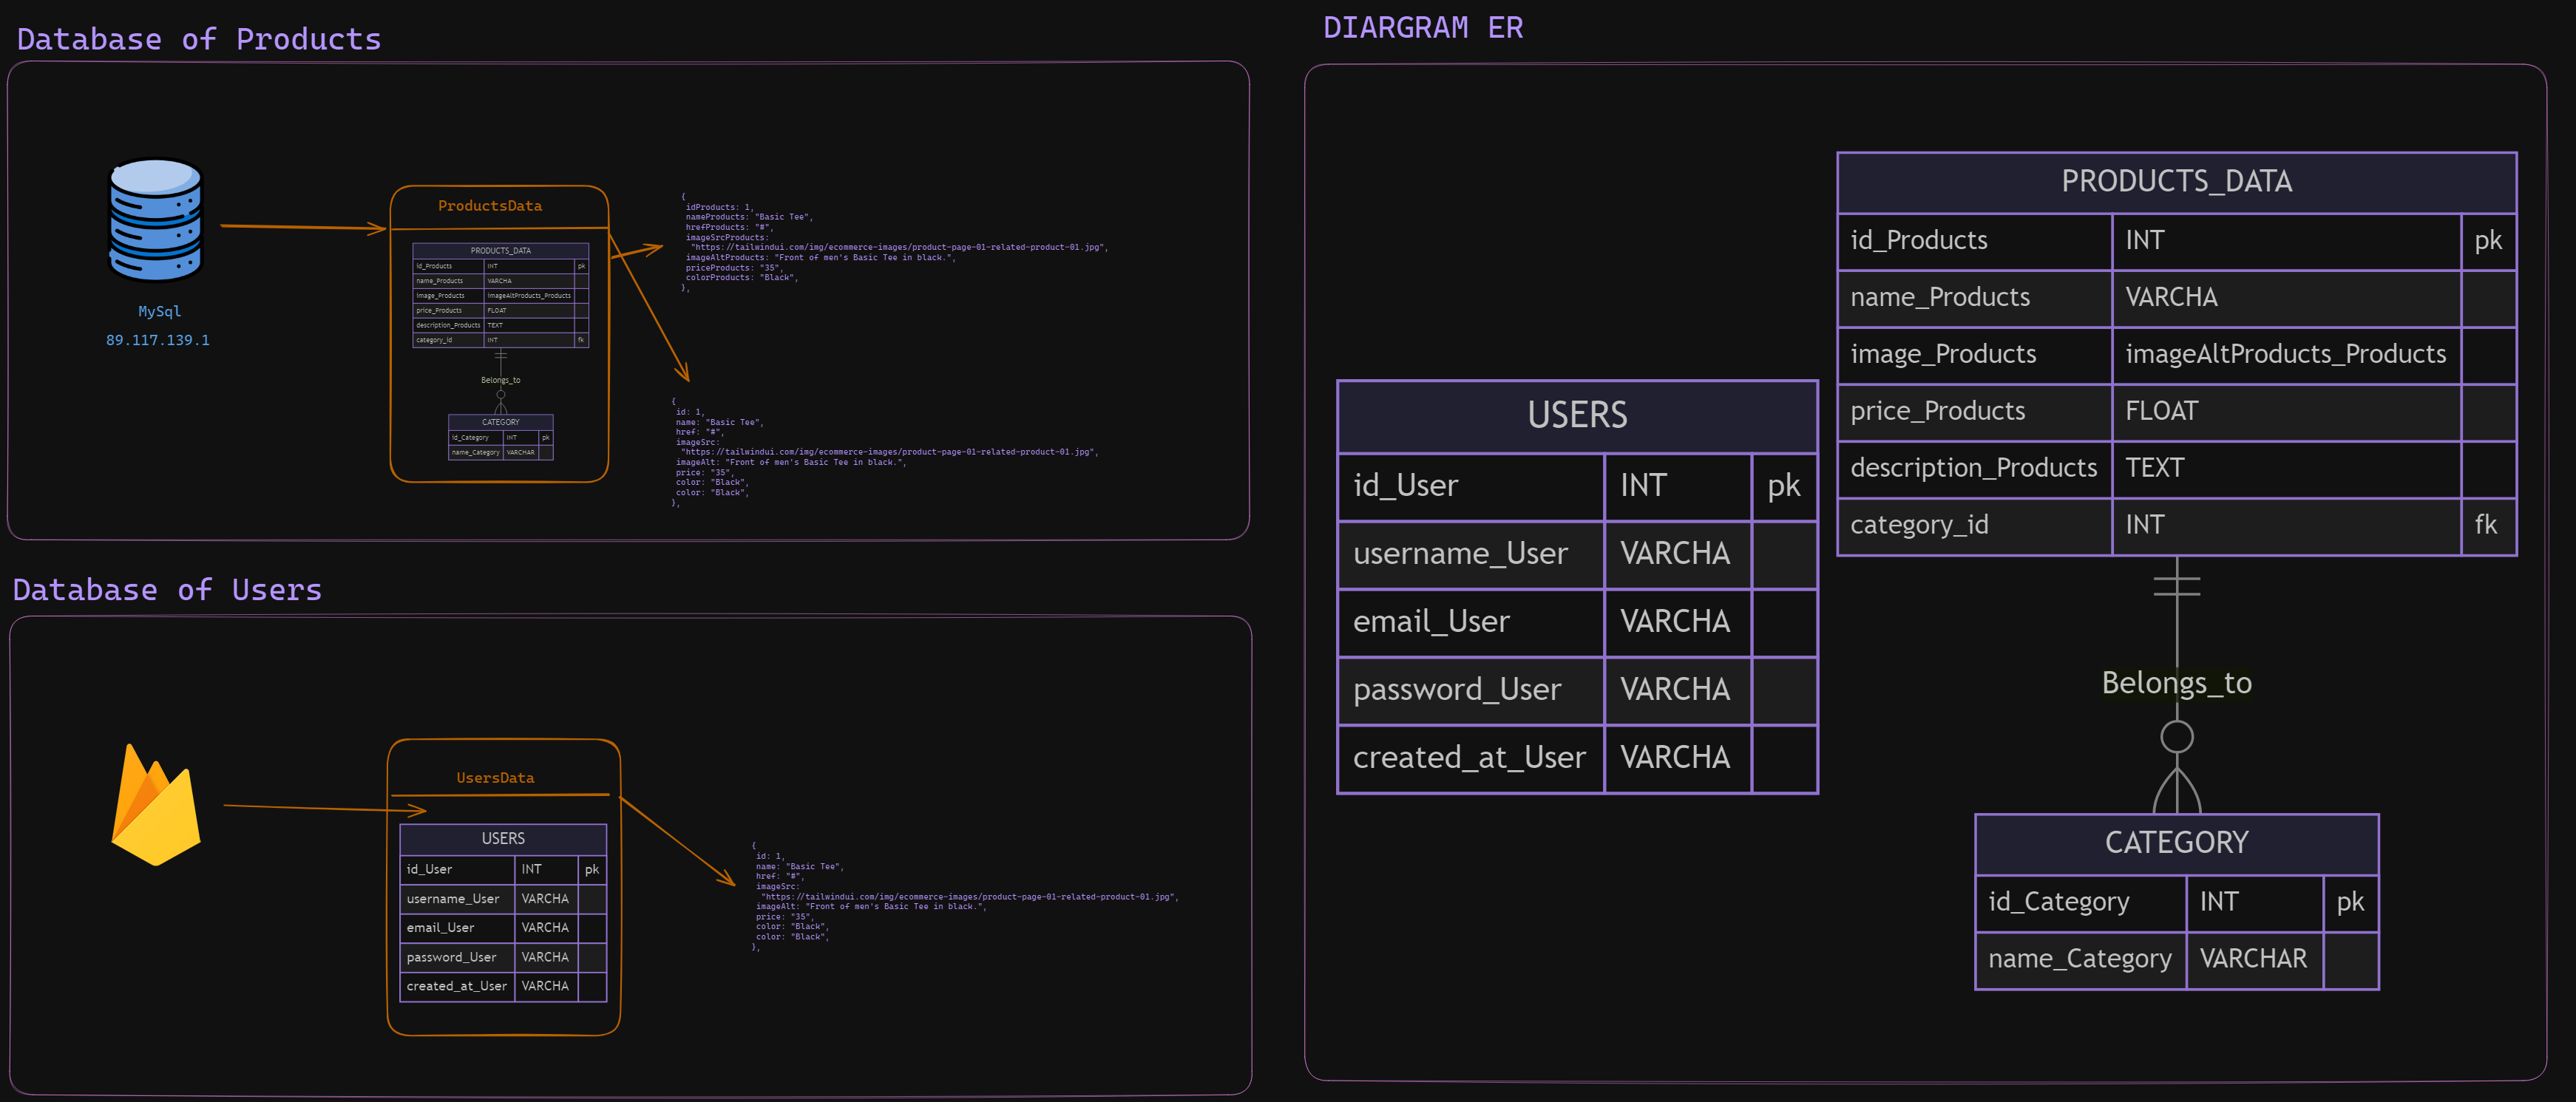 Database of Products
MySql
89.117.139.1
ProductsData
PRODUCTS_DATA
id_Products INT pk
name_Products VARCHA
image_Products imageAltProducts_Products
price_Products FLOAT
description_Products TEXT
category_id INT fk
Belongs_to
CATEGORY
id_Category INT pk
name_Category VARCHAR
{
idProducts: 1,
nameProducts: "Basic Tee",
hrefProducts: "#",
imageSrcProducts:
"https://tailwindui.com/img/ecommerce-images/product-page-01-related-product-01.jpg",
imageAltProducts: "Front of men's Basic Tee in black.",
priceProducts: "35",
colorProducts: "Black",
},
{
id: 1,
name: "Basic Tee",
href: "#",
imageSrc:
"https://tailwindui.com/img/ecommerce-images/product-page-01-related-product-01.jpg",
imageAlt: "Front of men's Basic Tee in black.",
price: "35",
color: "Black",
color: "Black",
},
Database of Users
UsersData
USERS
id_User INT pk
username_User VARCHA
email_User VARCHA
password_User VARCHA
created_at_User VARCHA
{
id: 1,
name: "Basic Tee",
href: "#",
imageSrc:
"https://tailwindui.com/img/ecommerce-images/product-page-01-related-product-01.jpg",
imageAlt: "Front of men's Basic Tee in black.",
price: "35",
color: "Black",
color: "Black",
},
DIARGRAM ER
USERS
id_User INT pk
username_User VARCHA
email_User VARCHA
password_User VARCHA
created_at_User VARCHA
PRODUCTS_DATA
id_Products INT pk
name_Products VARCHA
image_Products imageAltProducts_Products
price_Products FLOAT
description_Products TEXT
category_id INT fk
Belongs_to
CATEGORY
id_Category INT pk
name_Category VARCHAR